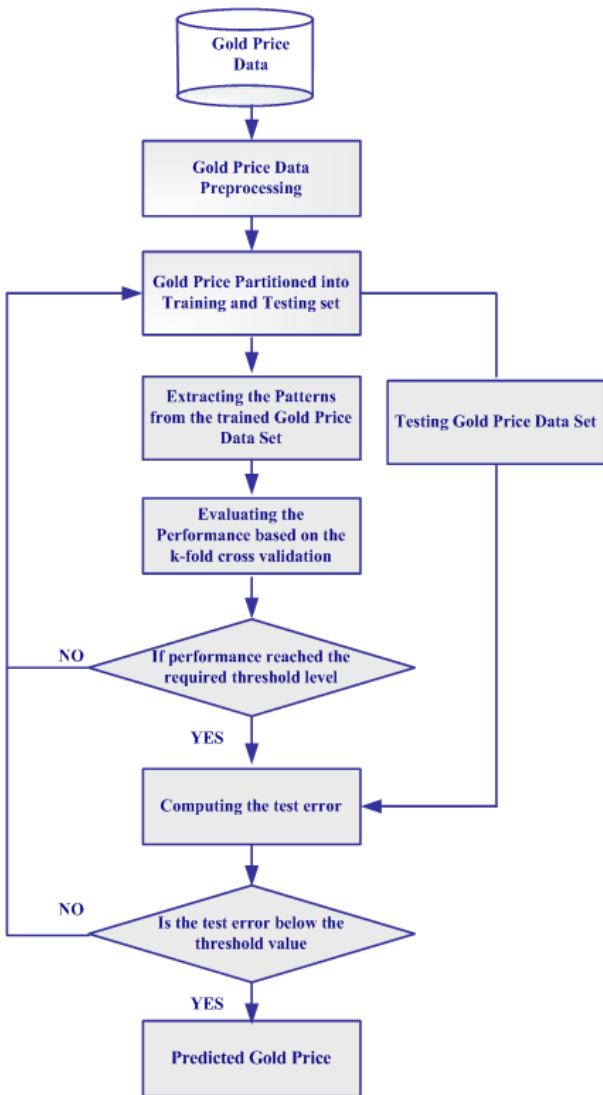 Gold Price
Data
Gold Price Data
Preprocessing
Gold Price Partitioned into
Training and Testing set
Extracting the Patterns
from the trained Gold Price
Data Set
Testing Gold Price Data Set
Evaluating the
Performance based on the
k-fold cross validation
NO
If performance reached the
required threshold level
YES
Computing the test error
NO
Is the test error below the
threshold value
YES
Predicted Gold Price